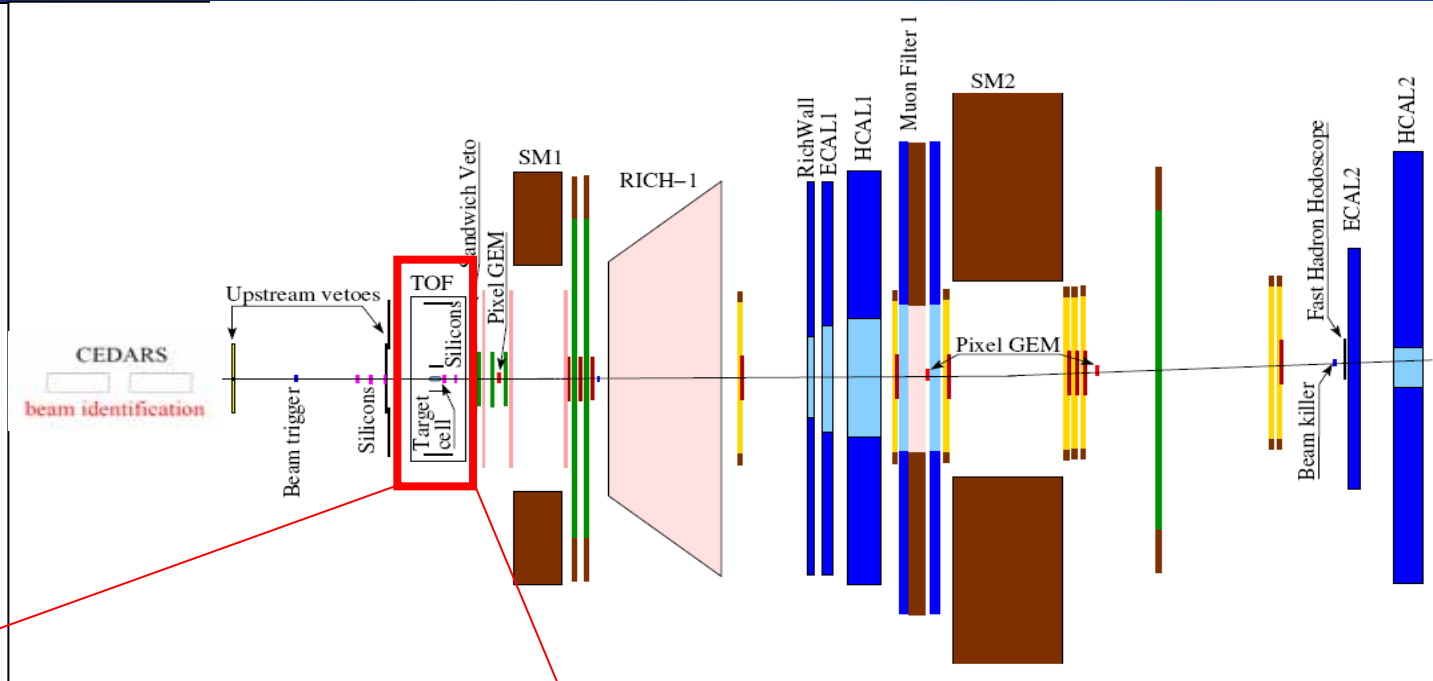 CEDARS
beam identification
Upstream vetoes
Beam trigger
Silicons
TOF
Target
cell
Silicons
andwich Veto
Pixel GEM
SM1
RICH-1
RichWall
ECAL1
HCAL1
Muon Filter 1
SM2
Pixel GEM
Beam killer
Fast Hadron Hodoscope
ECAL2
HCAL2